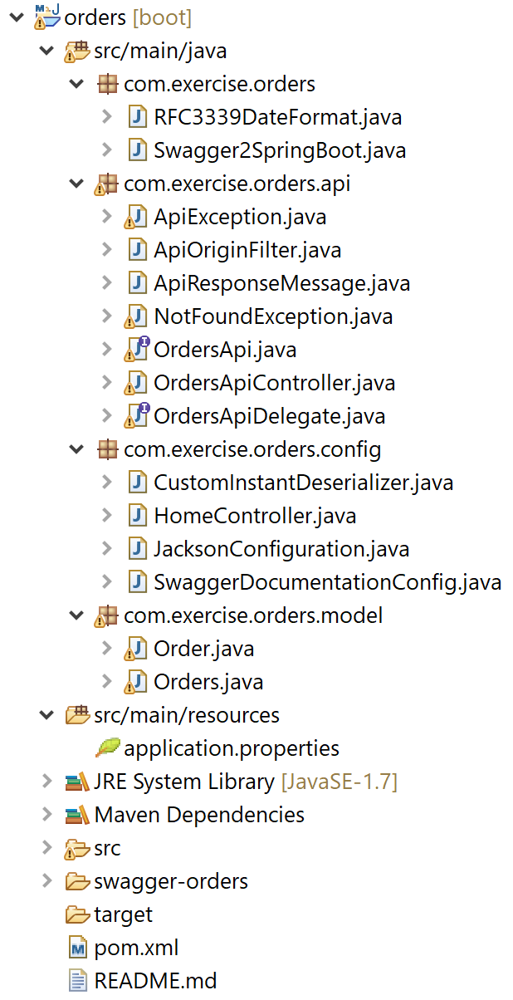 orders [boot]
src/main/java
com.exercise.orders
RFC3339DateFormat.java
Swagger2SpringBoot.java
com.exercise.orders.api
ApiException.java
ApiOriginFilter.java
ApiResponseMessage.java
NotFoundException.java
OrdersApi.java
OrdersApiController.java
OrdersApiDelegate.java
com.exercise.orders.config
CustomInstantDeserializer.java
HomeController.java
JacksonConfiguration.java
SwaggerDocumentationConfig.java
com.exercise.orders.model
Order.java
Orders.java
src/main/resources
application.properties
JRE System Library [JavaSE-1.7]
Maven Dependencies
src
swagger-orders
target
pom.xml
README.md